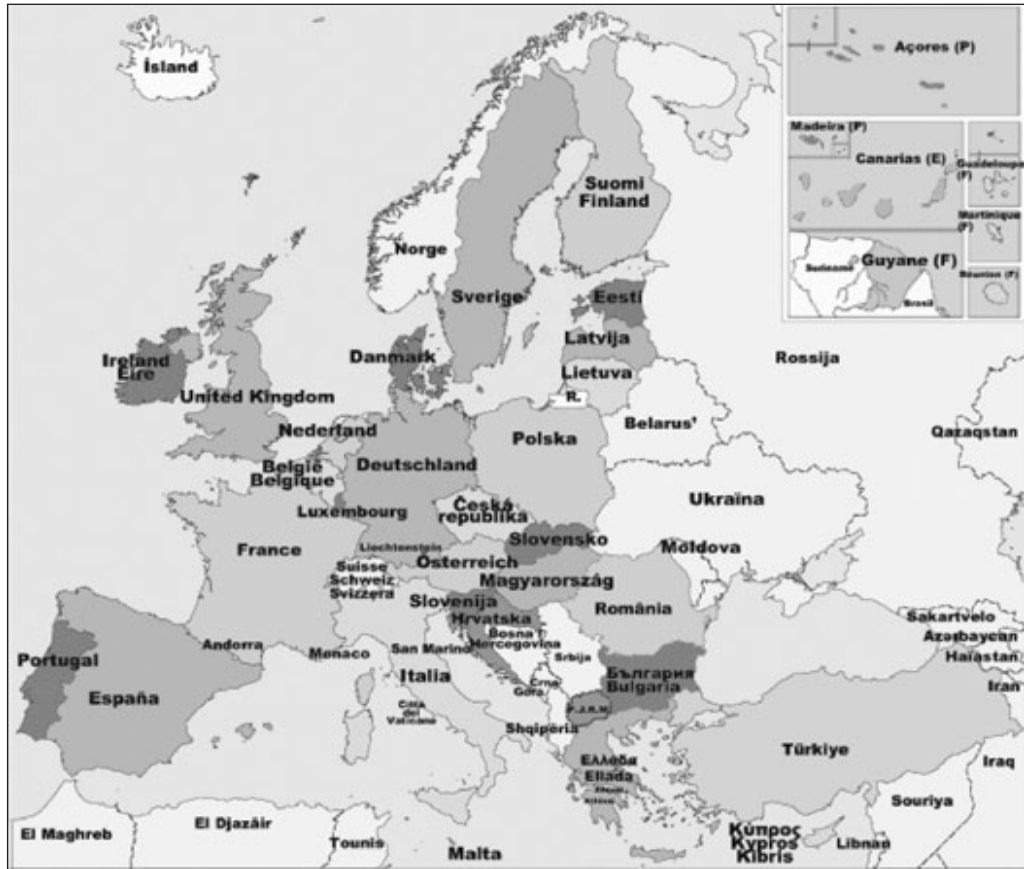 Ísland
Açores (P)
Madeira (P)
Canarias (E)
Guadeloupe
(F)
Martinique
(F)
Suriname
Guyane (F)
Brasil
Réunion (F)
Suomi
Finland
Norge
Sverige
Eesti
Latvija
Lietuva
R.
Rossija
Ireland
Éire
Danmark
United Kingdom
Nederland
Polska
Belarus'
Qazaqstan
België
Belgique
Deutschland
Luxembourg
Česká
republika
Ukraïna
Slovensko
Moldova
France
Liechtenstein
Österreich
Suisse
Schweiz
Svizzera
Magyarország
Slovenija
Hrvatska
România
Bosna i
Hercegovina
Sakartvelo
Azərbaycan
Haïastan
Andorra
Monaco
San Marino
Srbija
България
Bulgaria
Portugal
España
Italia
Crna
Gora
Iran
F.J.R.M.
Città
del
Vaticano
Shqipëria
Türkiye
Iraq
Ελλάδα
Ellada
Souriya
El Maghreb
El Djazâir
Tounis
Malta
Κύπρος
Kypros
Kibris
Libnan